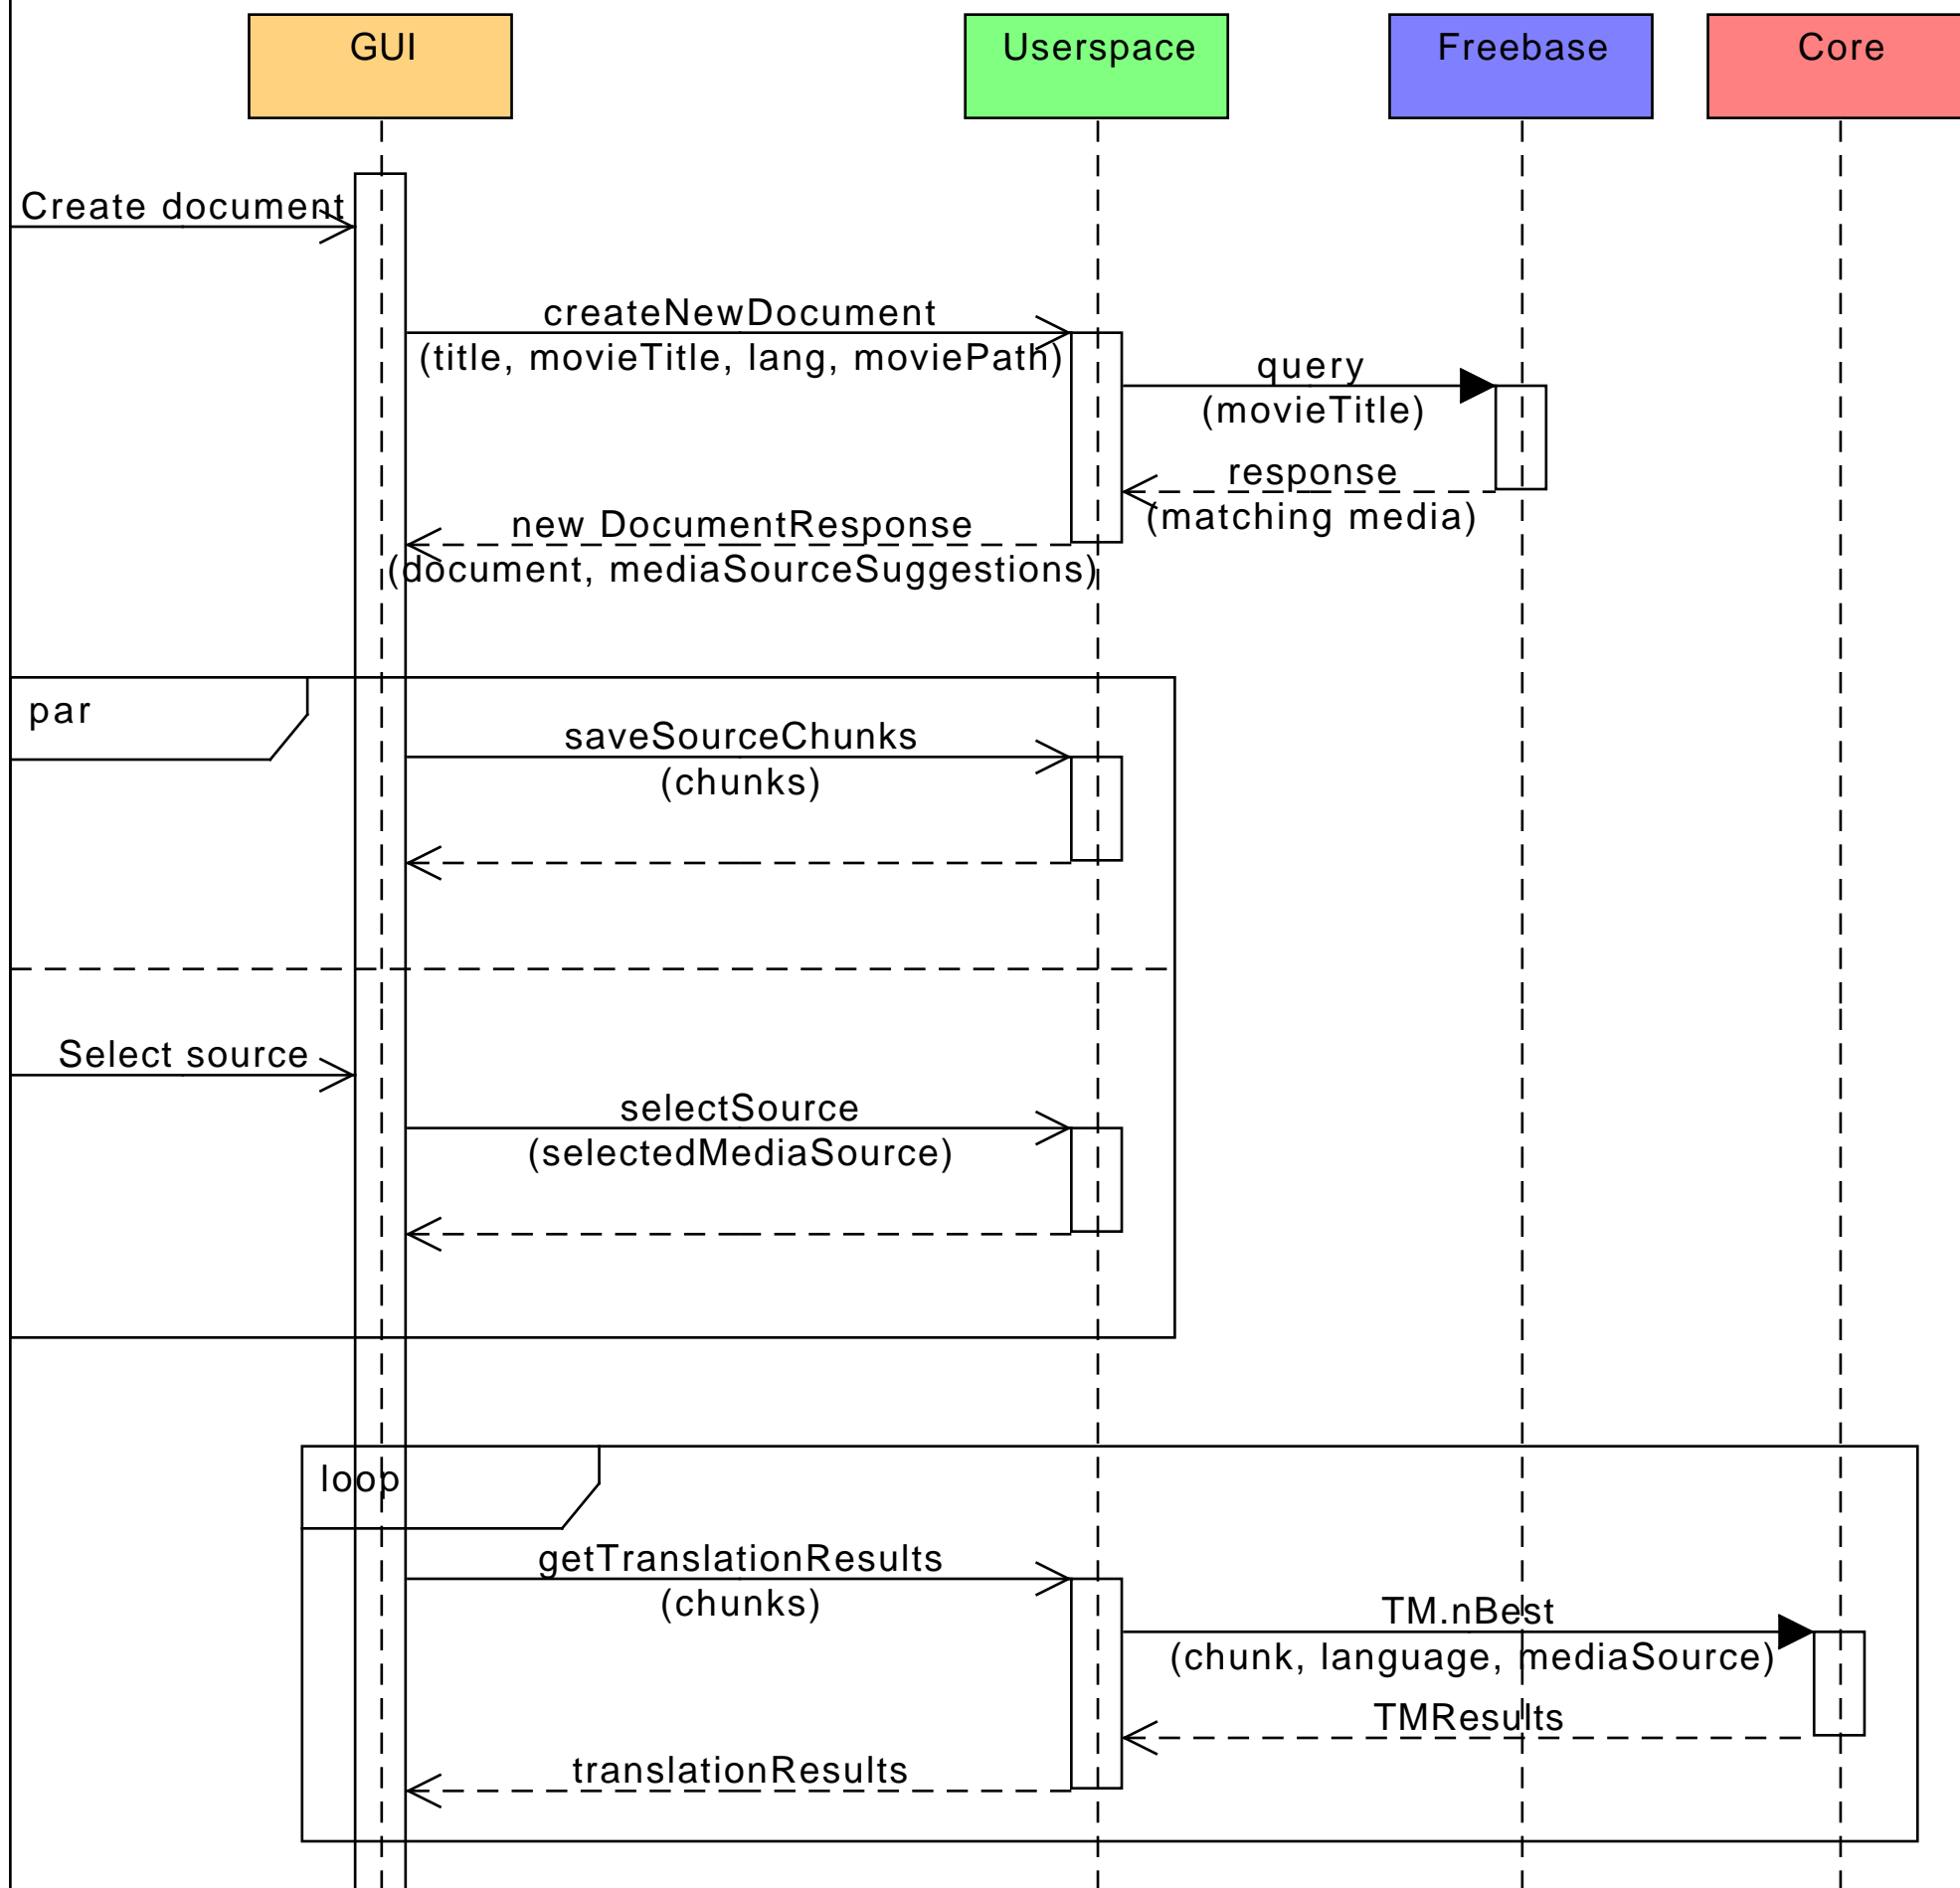 GUI
Userspace
Freebase
Core
Create document
createNewDocument
(title, movieTitle, lang, moviePath)
query
(movieTitle)
response
(matching media)
new DocumentResponse
(document, mediaSourceSuggestions)
par
saveSourceChunks
(chunks)
Select source
selectSource
(selectedMediaSource)
loop
getTranslationResults
(chunks)
TM.nBest
(chunk, language, mediaSource)
TMResults
translationResults